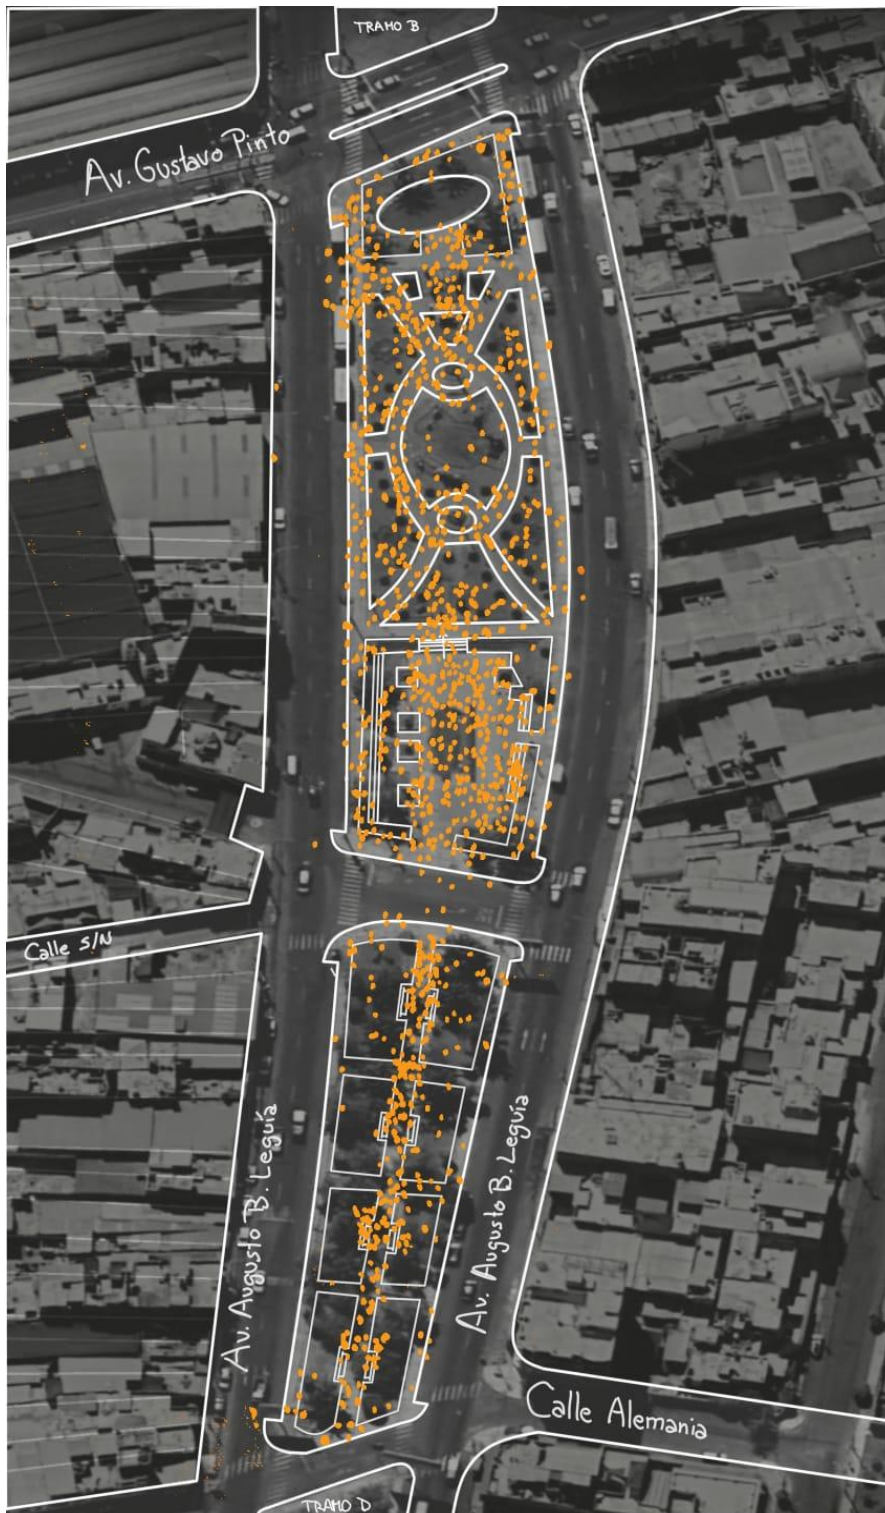 TRAMO B
Av. Gustavo Pinto
Calle S/N
Av. Augusto B. Leguía
Av. Augusto B. Leguía
Calle Alemania
TRAMO D